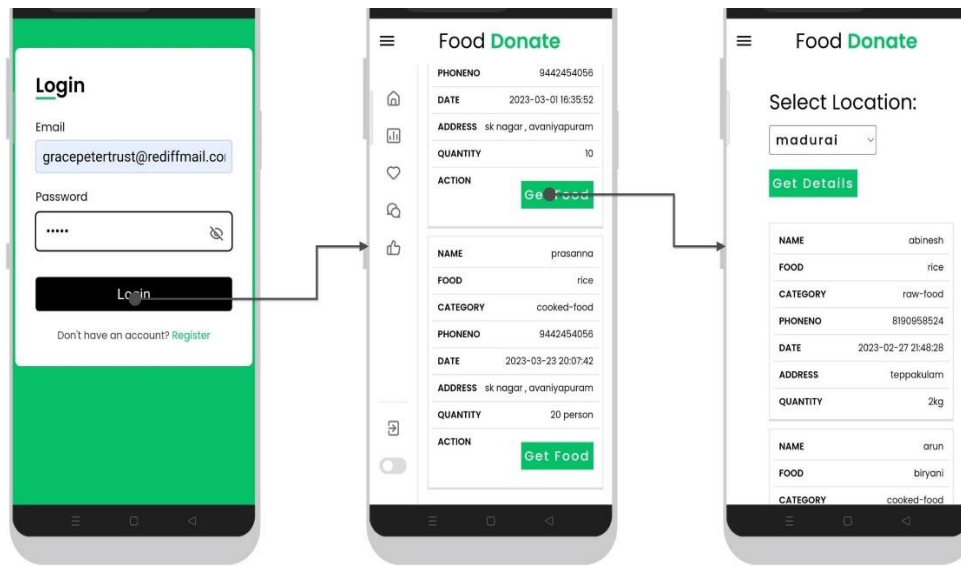 Login
Email
gracepetertrust@rediffmail.co
Password
•••••
Login
Don't have an account? Register
Food Donate
PHONENO 9442454056
DATE 2023-03-01 16:35:52
ADDRESS sk nagar , avaniyapuram
QUANTITY 10
ACTION
Get Food
NAME prasanna
FOOD rice
CATEGORY cooked-food
PHONENO 9442454056
DATE 2023-03-23 20:07:42
ADDRESS sk nagar , avaniyapuram
QUANTITY 20 person
ACTION
Get Food
Food Donate
Select Location:
madurai
Get Details
NAME abinesh
FOOD rice
CATEGORY raw-food
PHONENO 8190958524
DATE 2023-02-27 21:48:28
ADDRESS teppakulam
QUANTITY 2kg
NAME arun
FOOD biryani
CATEGORY cooked-food